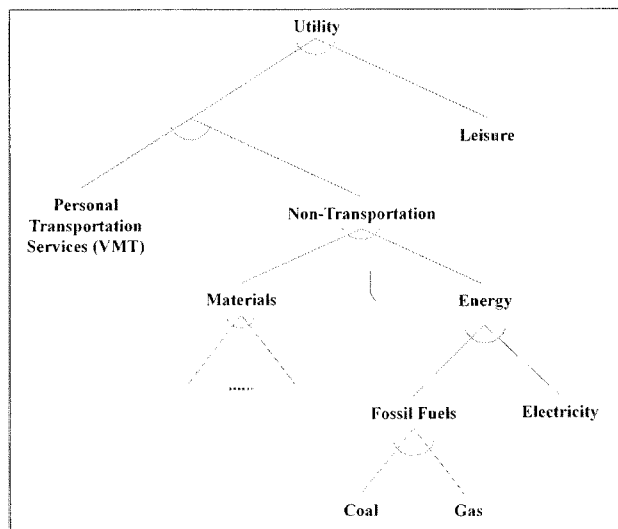 Utility
Leisure
Personal
Transportation
Services (VMT)
Non-Transportation
Materials
Energy
......
Fossil Fuels
Electricity
Coal
Gas